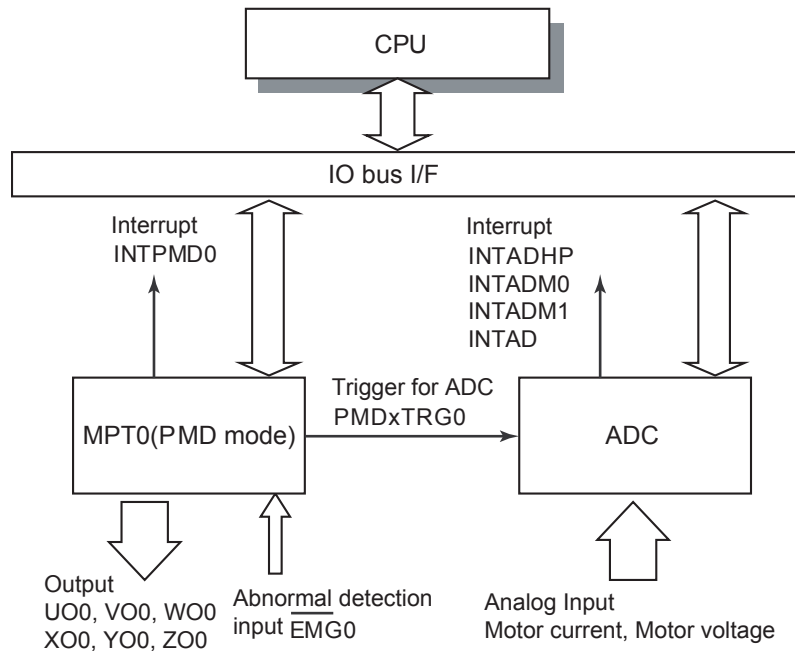 CPU
IO bus I/F
Interrupt
INTPMD0
Interrupt
INTADHP
INTADM0
INTADM1
INTAD
MPT0(PMD mode)
Trigger for ADC
PMDxTRG0
ADC
Output
UO0, VO0, WO0
XO0, YO0, ZO0
Abnormal detection
input E̅M̅G̅0̅
Analog Input
Motor current, Motor voltage